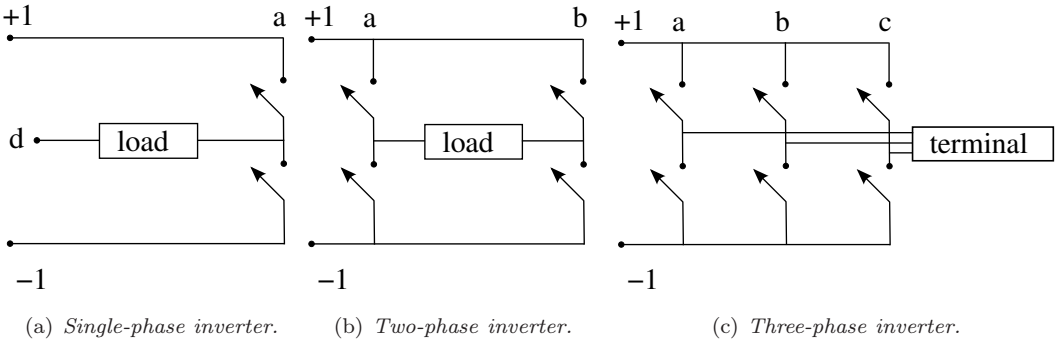 +1 a +1 a b +1 a b c
d load load terminal
−1 −1 −1
(a) Single-phase inverter. (b) Two-phase inverter. (c) Three-phase inverter.